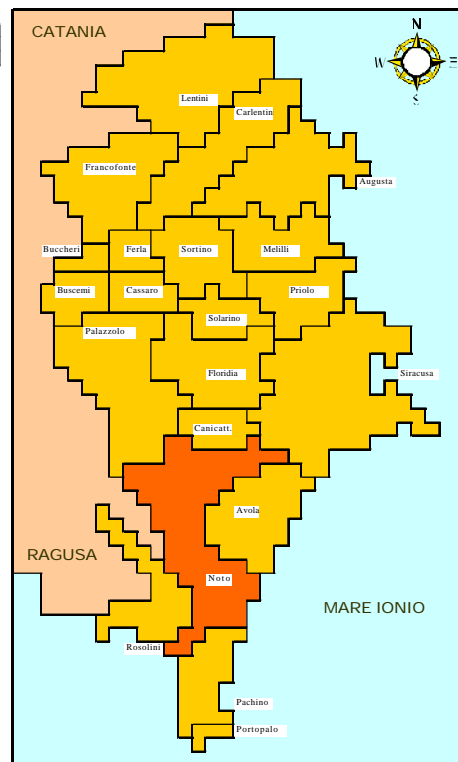 CATANIA
N
W
E
S
Lentini
Carlentin
Francofonte
Augusta
Buccheri
Ferla
Sortino
Melilli
Buscemi
Cassaro
Priolo
Solarino
Palazzolo
Floridia
Siracusa
Canicatt.
Avola
RAGUSA
Noto
MARE IONIO
Rosolini
Pachino
Portopalo